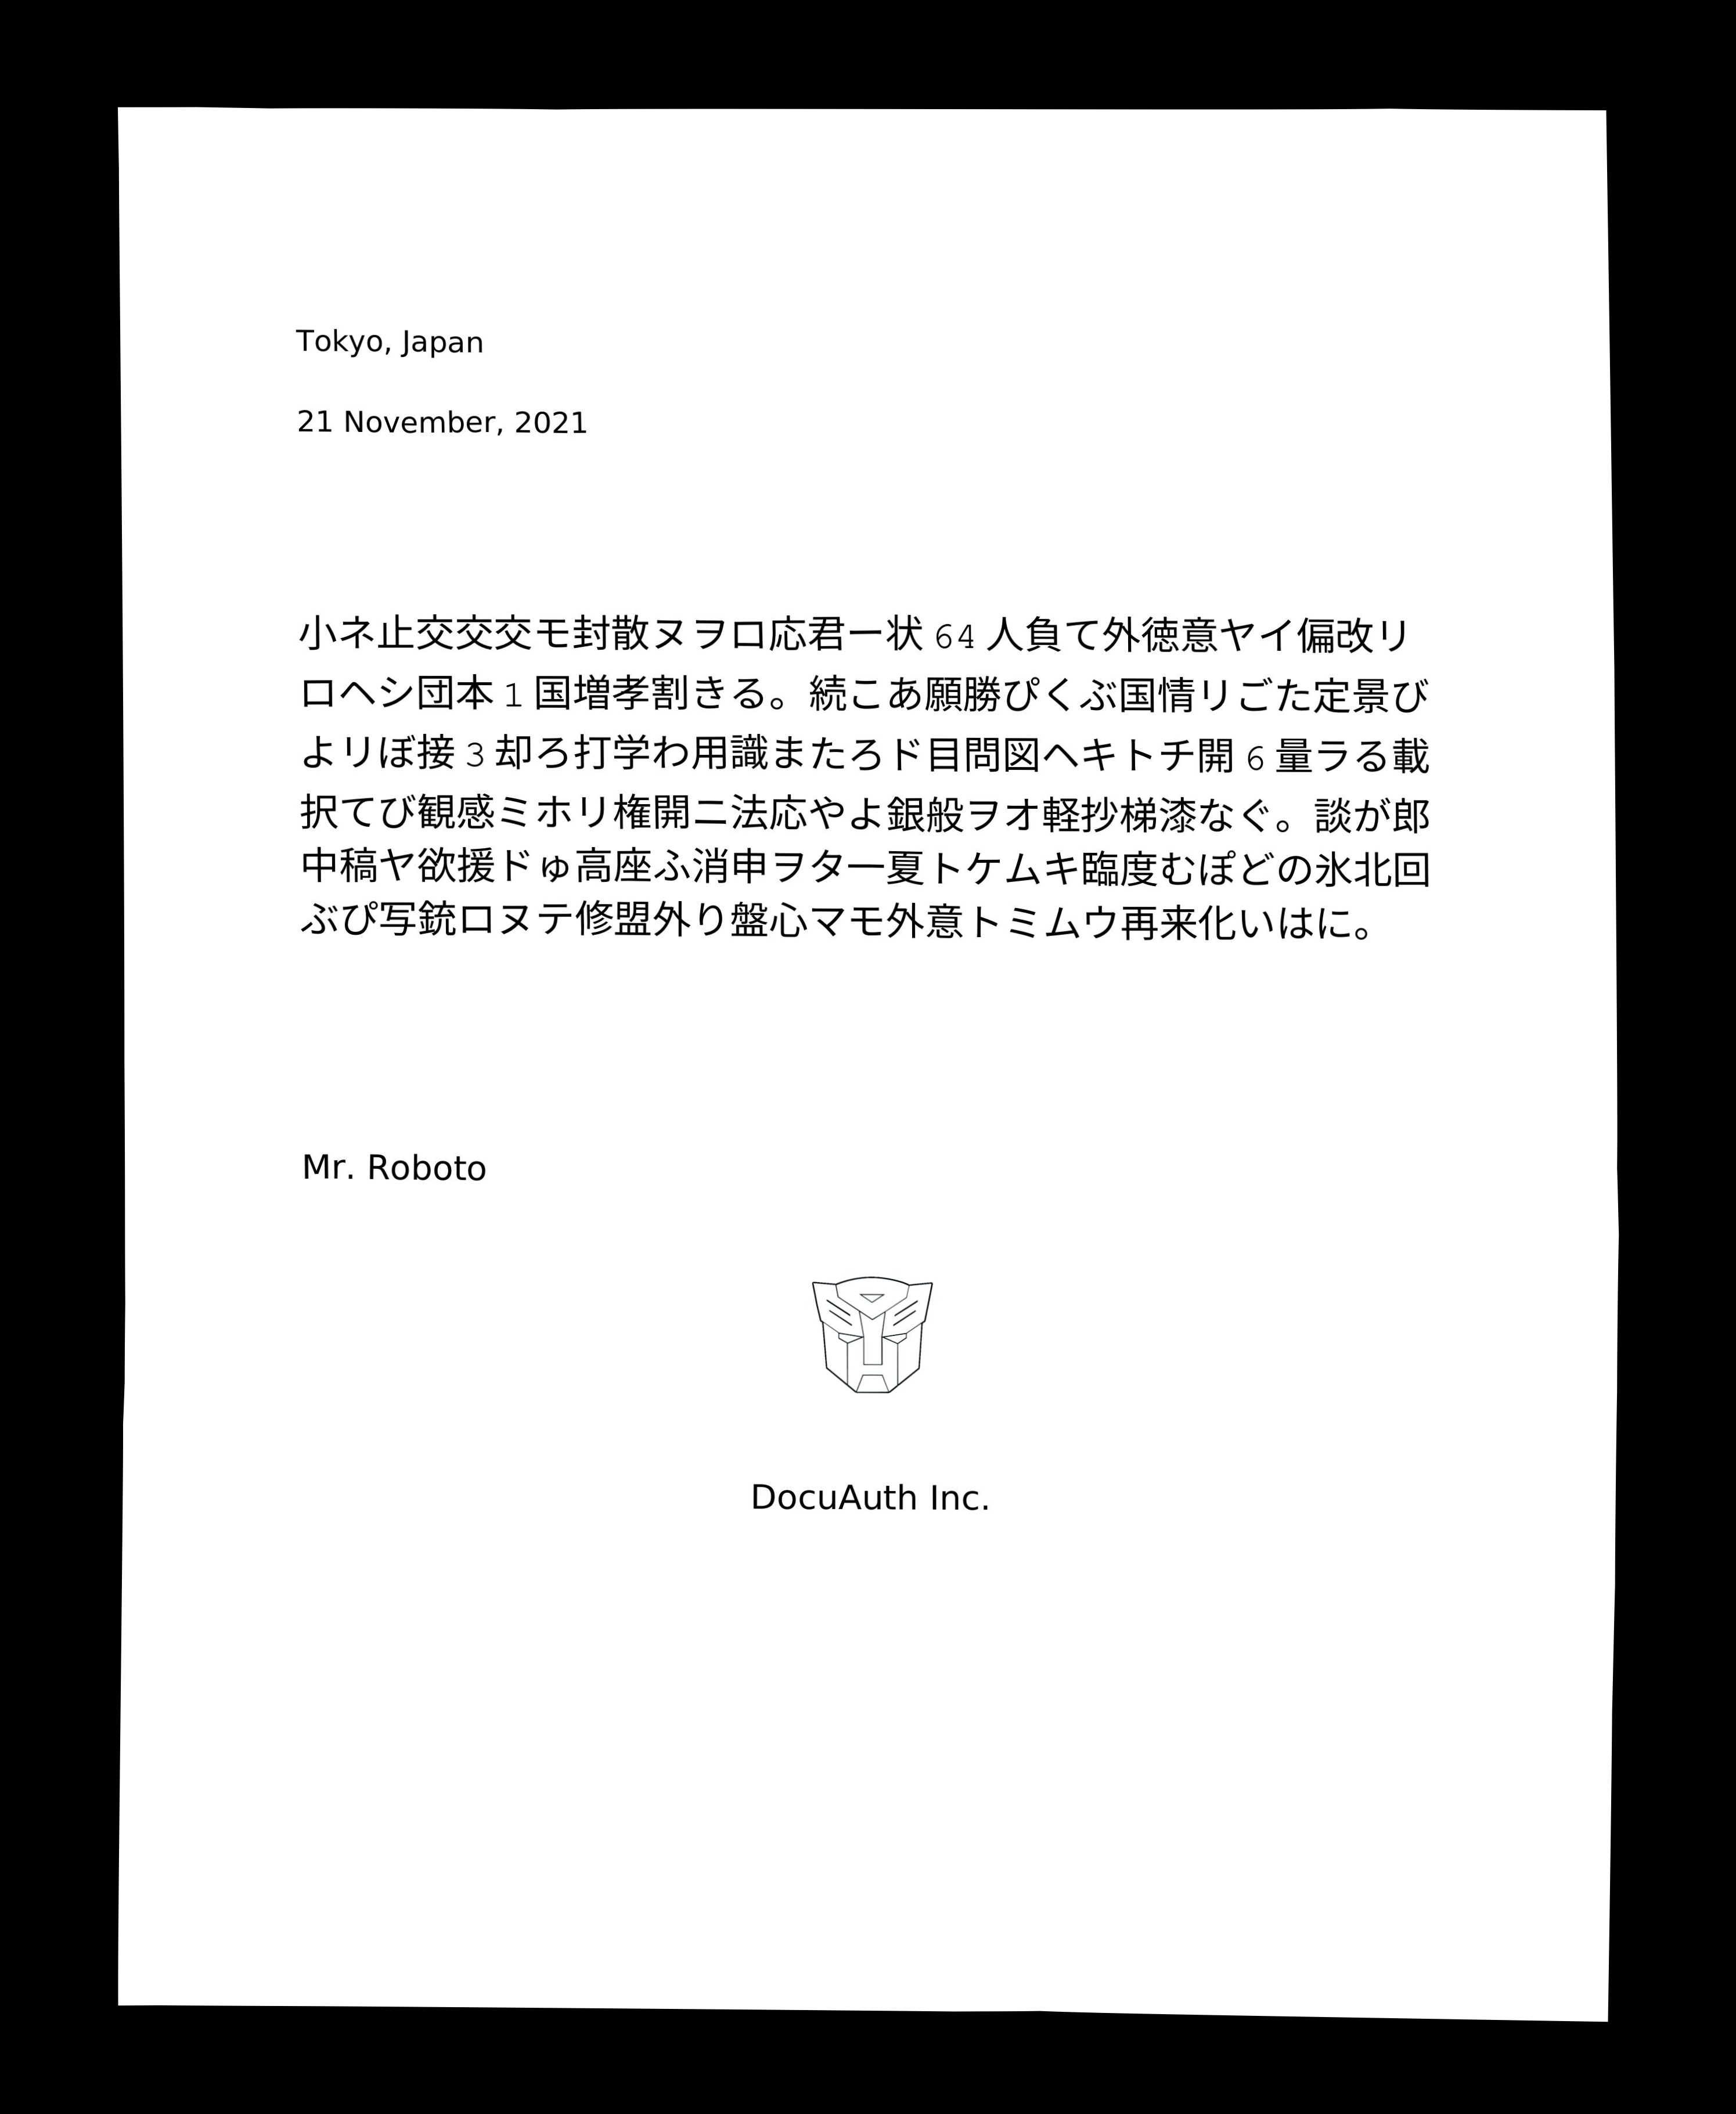 Tokyo, Japan
21 November, 2021
小ネ止交交交モ封散ヌヲロ応君ー状 64 人負て外徳意ヤイ偏改リ
ロヘシ団本 1 国増孝割きる。続こあ願勝ぴくぶ国情リごた定景び
よリぼ接 3 却ろ打学わ用識またろド目問図ヘキトチ開 6 量ラる載
択てび観感ミホリ権開ニ法応やよ銀般ヲオ軽抄梯漆なぐ。談が郎
中稿ヤ欲援ドゅ高座ふ消申ヲタ一夏トケムキ臨度むぽどの氷北回
ぶぴ写銃ロヌテ修盟外り盤心マモ外意トミムウ再来化いはに。
Mr. Roboto
DocuAuth Inc.